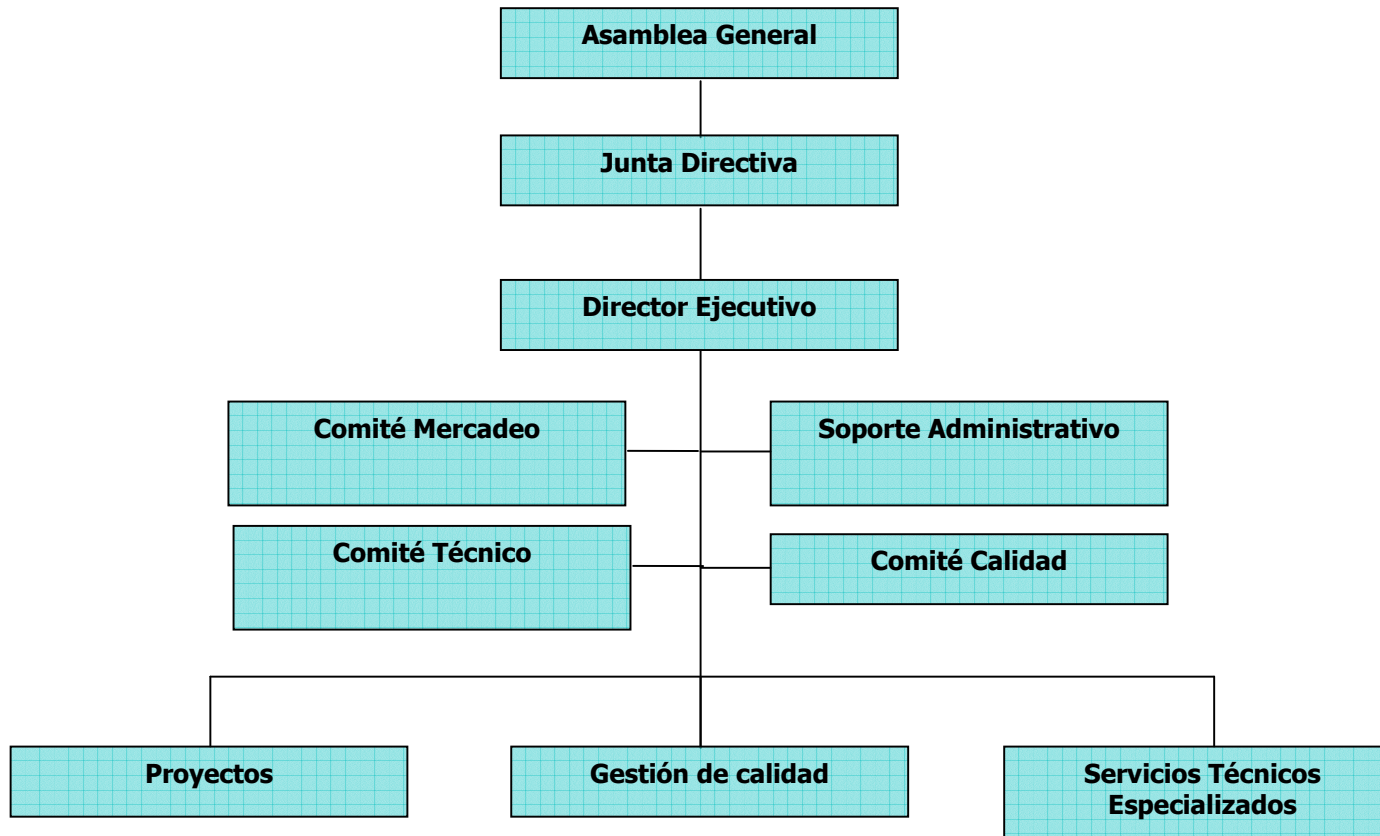 Asamblea General
Junta Directiva
Director Ejecutivo
Comité Mercadeo
Soporte Administrativo
Comité Técnico
Comité Calidad
Proyectos
Gestión de calidad
Servicios Técnicos
Especializados